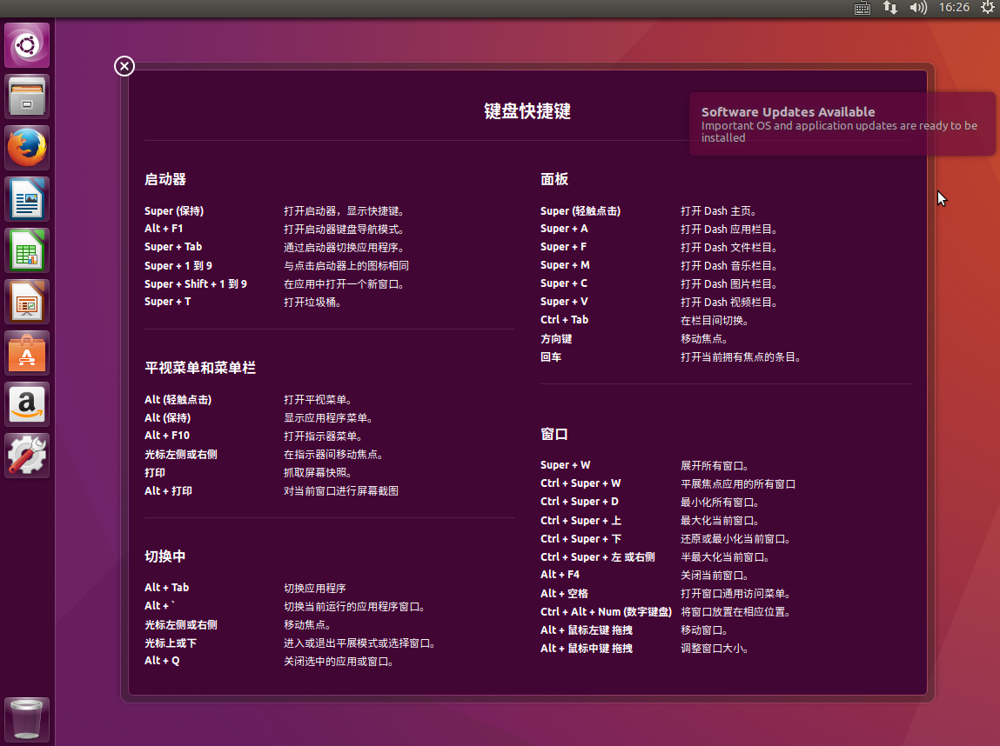 16:26
键盘快捷键
Software Updates Available
Important OS and application updates are ready to be
installed
启动器
Super (保持) 打开启动器，显示快捷键。
Alt + F1 打开启动器键盘导航模式。
Super + Tab 通过启动器切换应用程序。
Super + 1 到 9 与点击启动器上的图标相同
Super + Shift + 1 到 9 在应用中打开一个新窗口。
Super + T 打开垃圾桶。
平视菜单和菜单栏
Alt (轻触点击) 打开平视菜单。
Alt (保持) 显示应用程序菜单。
Alt + F10 打开指示器菜单。
光标左侧或右侧 在指示器间移动焦点。
打印 抓取屏幕快照。
Alt + 打印 对当前窗口进行屏幕截图
切换中
Alt + Tab 切换应用程序
Alt + ` 切换当前运行的应用程序窗口。
光标左侧或右侧 移动焦点。
光标上或下 进入或退出平展模式或选择窗口。
Alt + Q 关闭选中的应用或窗口。
面板
Super (轻触点击) 打开 Dash 主页。
Super + A 打开 Dash 应用栏目。
Super + F 打开 Dash 文件栏目。
Super + M 打开 Dash 音乐栏目。
Super + C 打开 Dash 图片栏目。
Super + V 打开 Dash 视频栏目。
Ctrl + Tab 在栏目间切换。
方向键 移动焦点。
回车 打开当前拥有焦点的条目。
窗口
Super + W 展开所有窗口。
Ctrl + Super + W 平展焦点应用的所有窗口
Ctrl + Super + D 最小化所有窗口。
Ctrl + Super + 上 最大化当前窗口。
Ctrl + Super + 下 还原或最小化当前窗口。
Ctrl + Super + 左 或右侧 半最大化当前窗口。
Alt + F4 关闭当前窗口。
Alt + 空格 打开窗口通用访问菜单。
Ctrl + Alt + Num (数字键盘) 将窗口放置在相应位置。
Alt + 鼠标左键 拖拽 移动窗口。
Alt + 鼠标中键 拖拽 调整窗口大小。